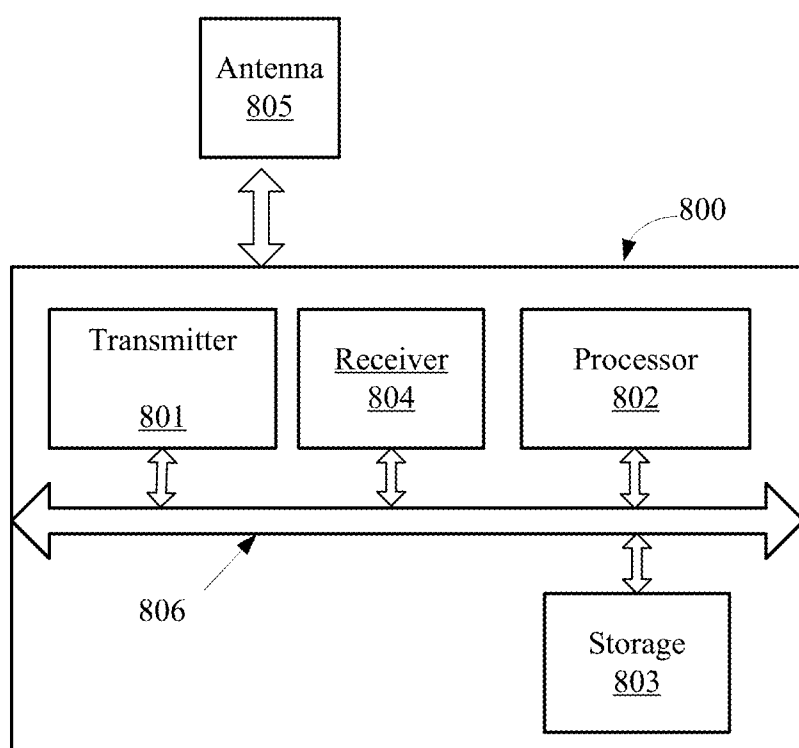 Antenna
805
800
Transmitter
801
Receiver
804
Processor
802
806
Storage
803